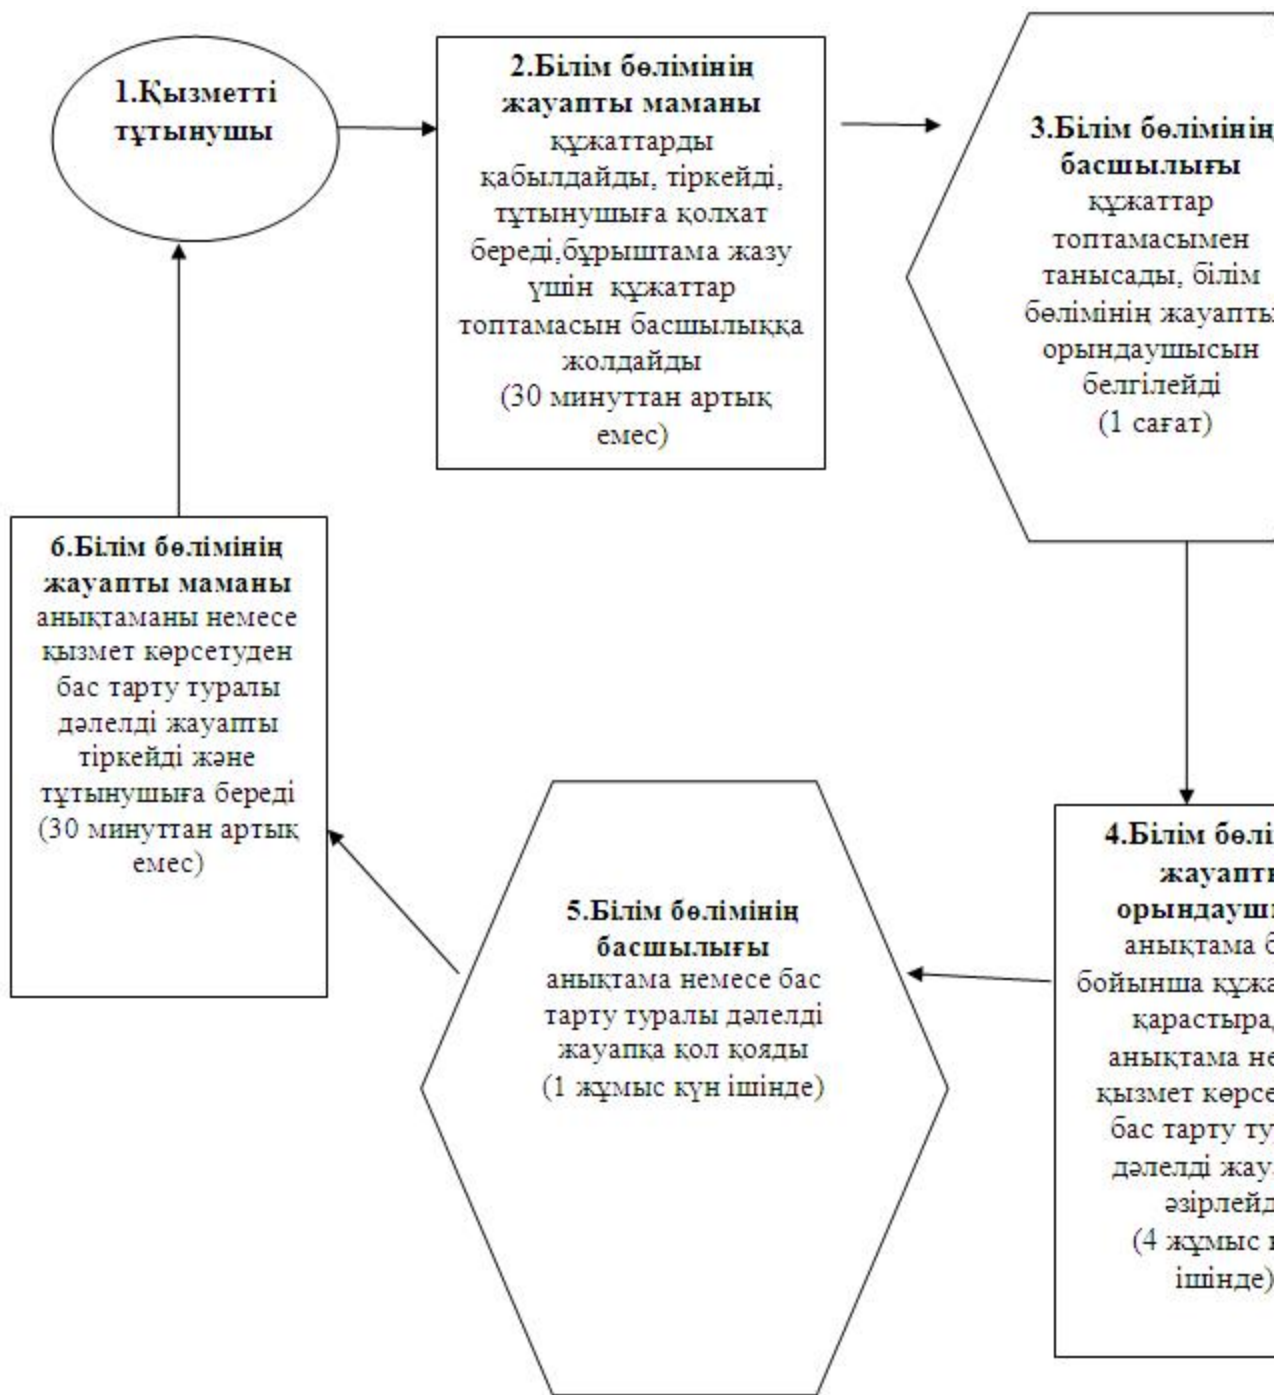 1.Қызметті
тұтынушы
2.Білім бөлімінің
жауапты маманы
құжаттарды
қабылдайды, тіркейді,
тұтынушыға қолхат
береді,бұрыштама жазу
үшін құжаттар
топтамасын басшылыққа
жолдайды
(30 минуттан артық
емес)
3.Білім бөлімінің
басшылығы
құжаттар
топтамасымен
танысады, білім
бөлімінің жауапты
орындаушысын
белгілейді
(1 сағат)
4.Білім
анықтама
бойынша
анықтама
қызмет
бас тарту
дәлелді
(4 жұмыс
ішінде)
5.Білім бөлімінің
басшылығы
анықтама немесе бас
тарту туралы дәлелді
жауапқа қол қояды
(1 жұмыс күн ішінде)
6.Білім бөлімінің
жауапты маманы
анықтаманы немесе
қызмет көрсетуден
бас тарту туралы
дәлелді жауапты
тіркейді және
тұтынушыға береді
(30 минуттан артық
емес)